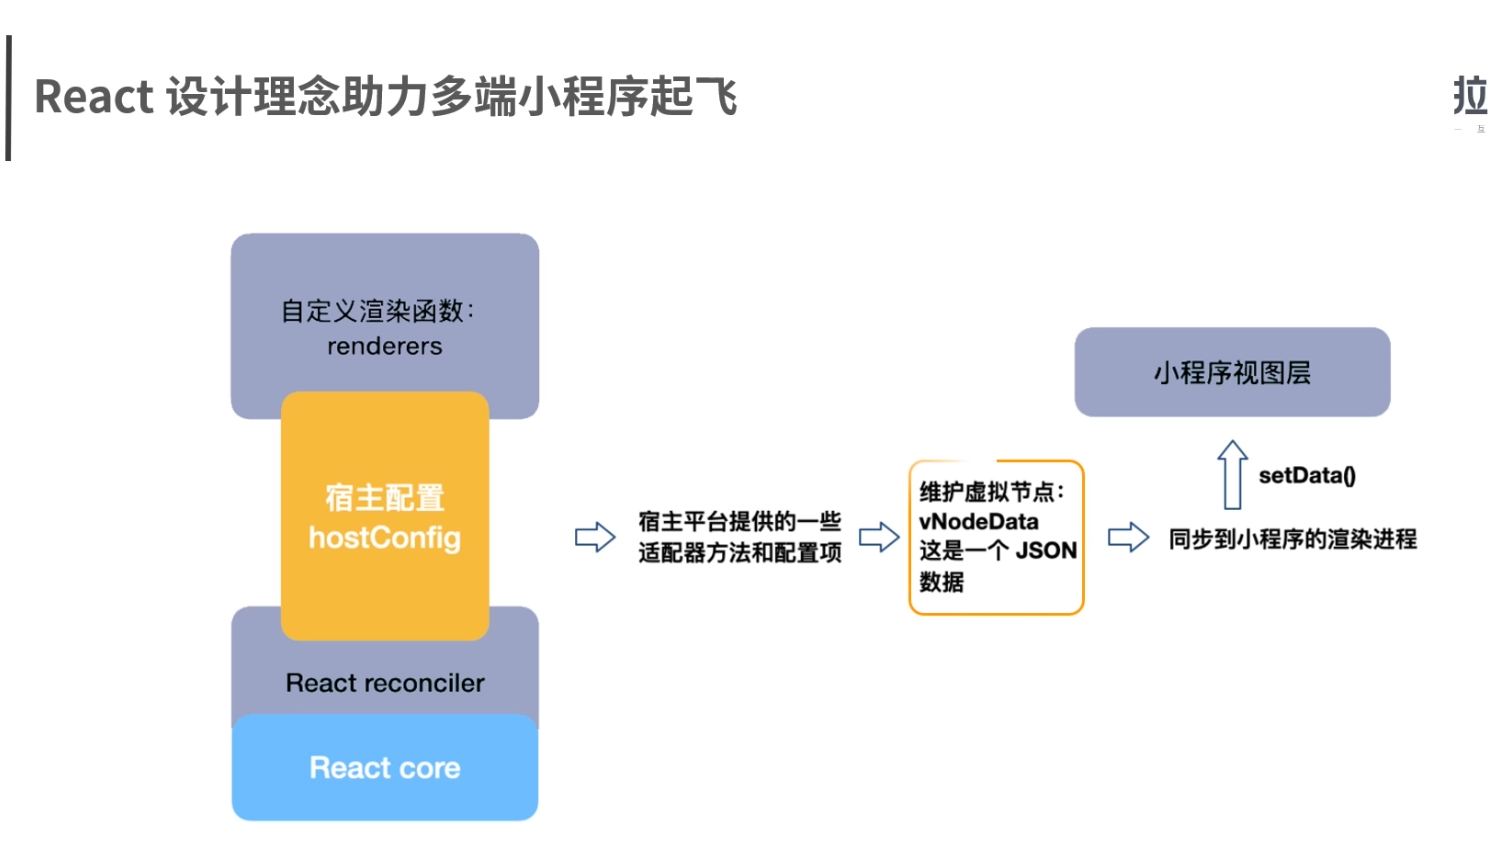 React 设计理念助力多端小程序起飞
拉
一 互
自定义渲染函数：
renderers
宿主配置
hostConfig
React reconciler
React core
宿主平台提供的一些
适配器方法和配置项
维护虚拟节点：
vNodeData
这是一个 JSON
数据
小程序视图层
setData()
同步到小程序的渲染进程